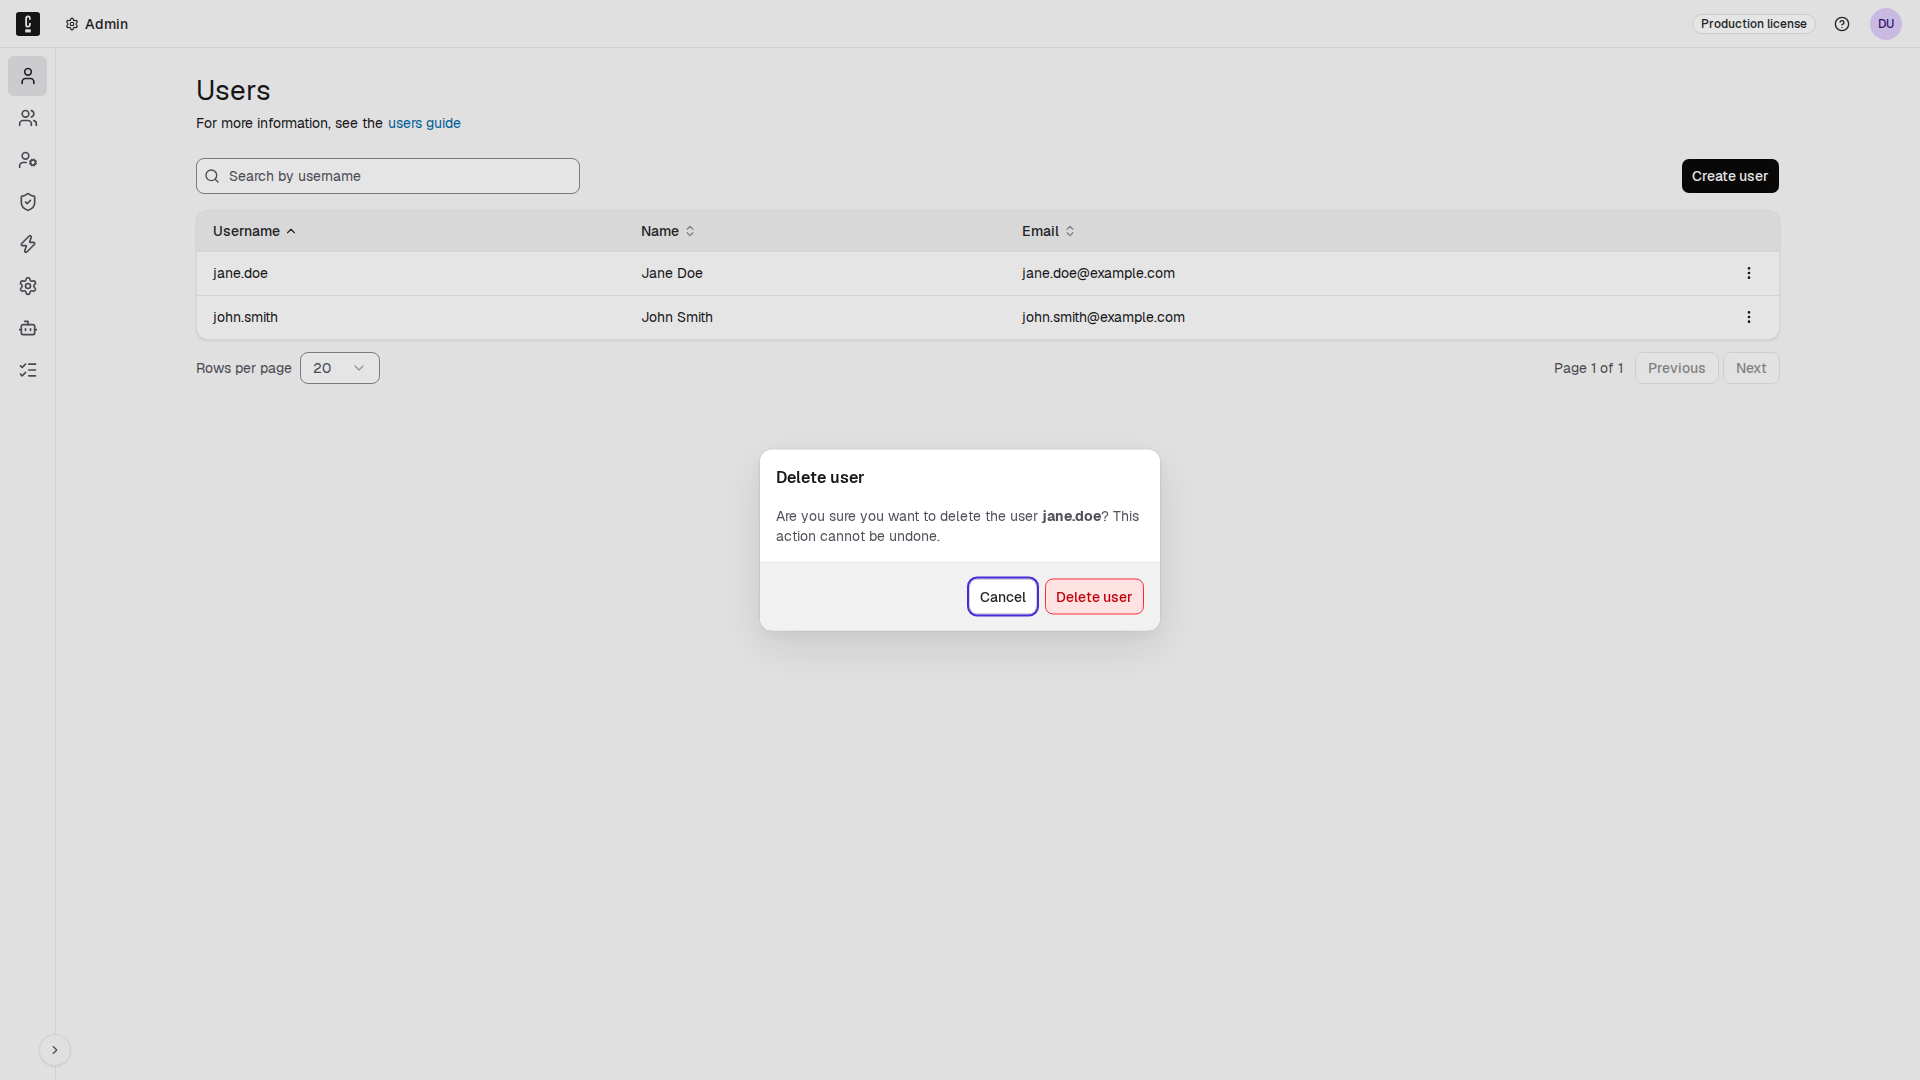 Admin
Production license
DU
Users
For more information, see the users guide
Search by username
Create user
Username Name Email
jane.doe Jane Doe jane.doe@example.com
john.smith John Smith john.smith@example.com
Rows per page 20
Page 1 of 1 Previous Next
Delete user
Are you sure you want to delete the user jane.doe? This
action cannot be undone.
Cancel Delete user